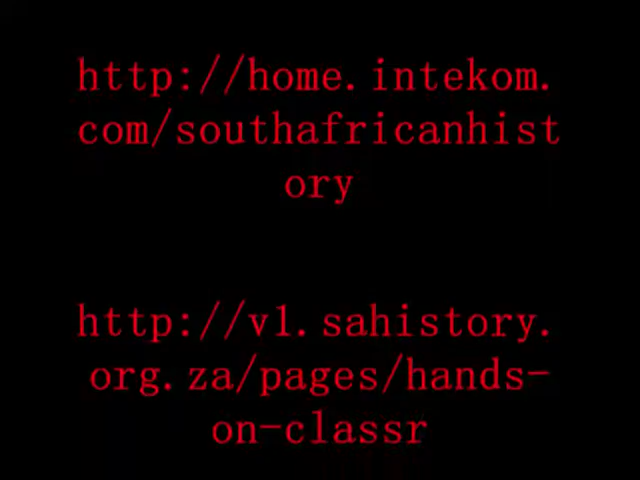 http://home.intekom.
com/southafricanhist
ory
http://v1.sahistory.
org.za/pages/hands-
on-classr